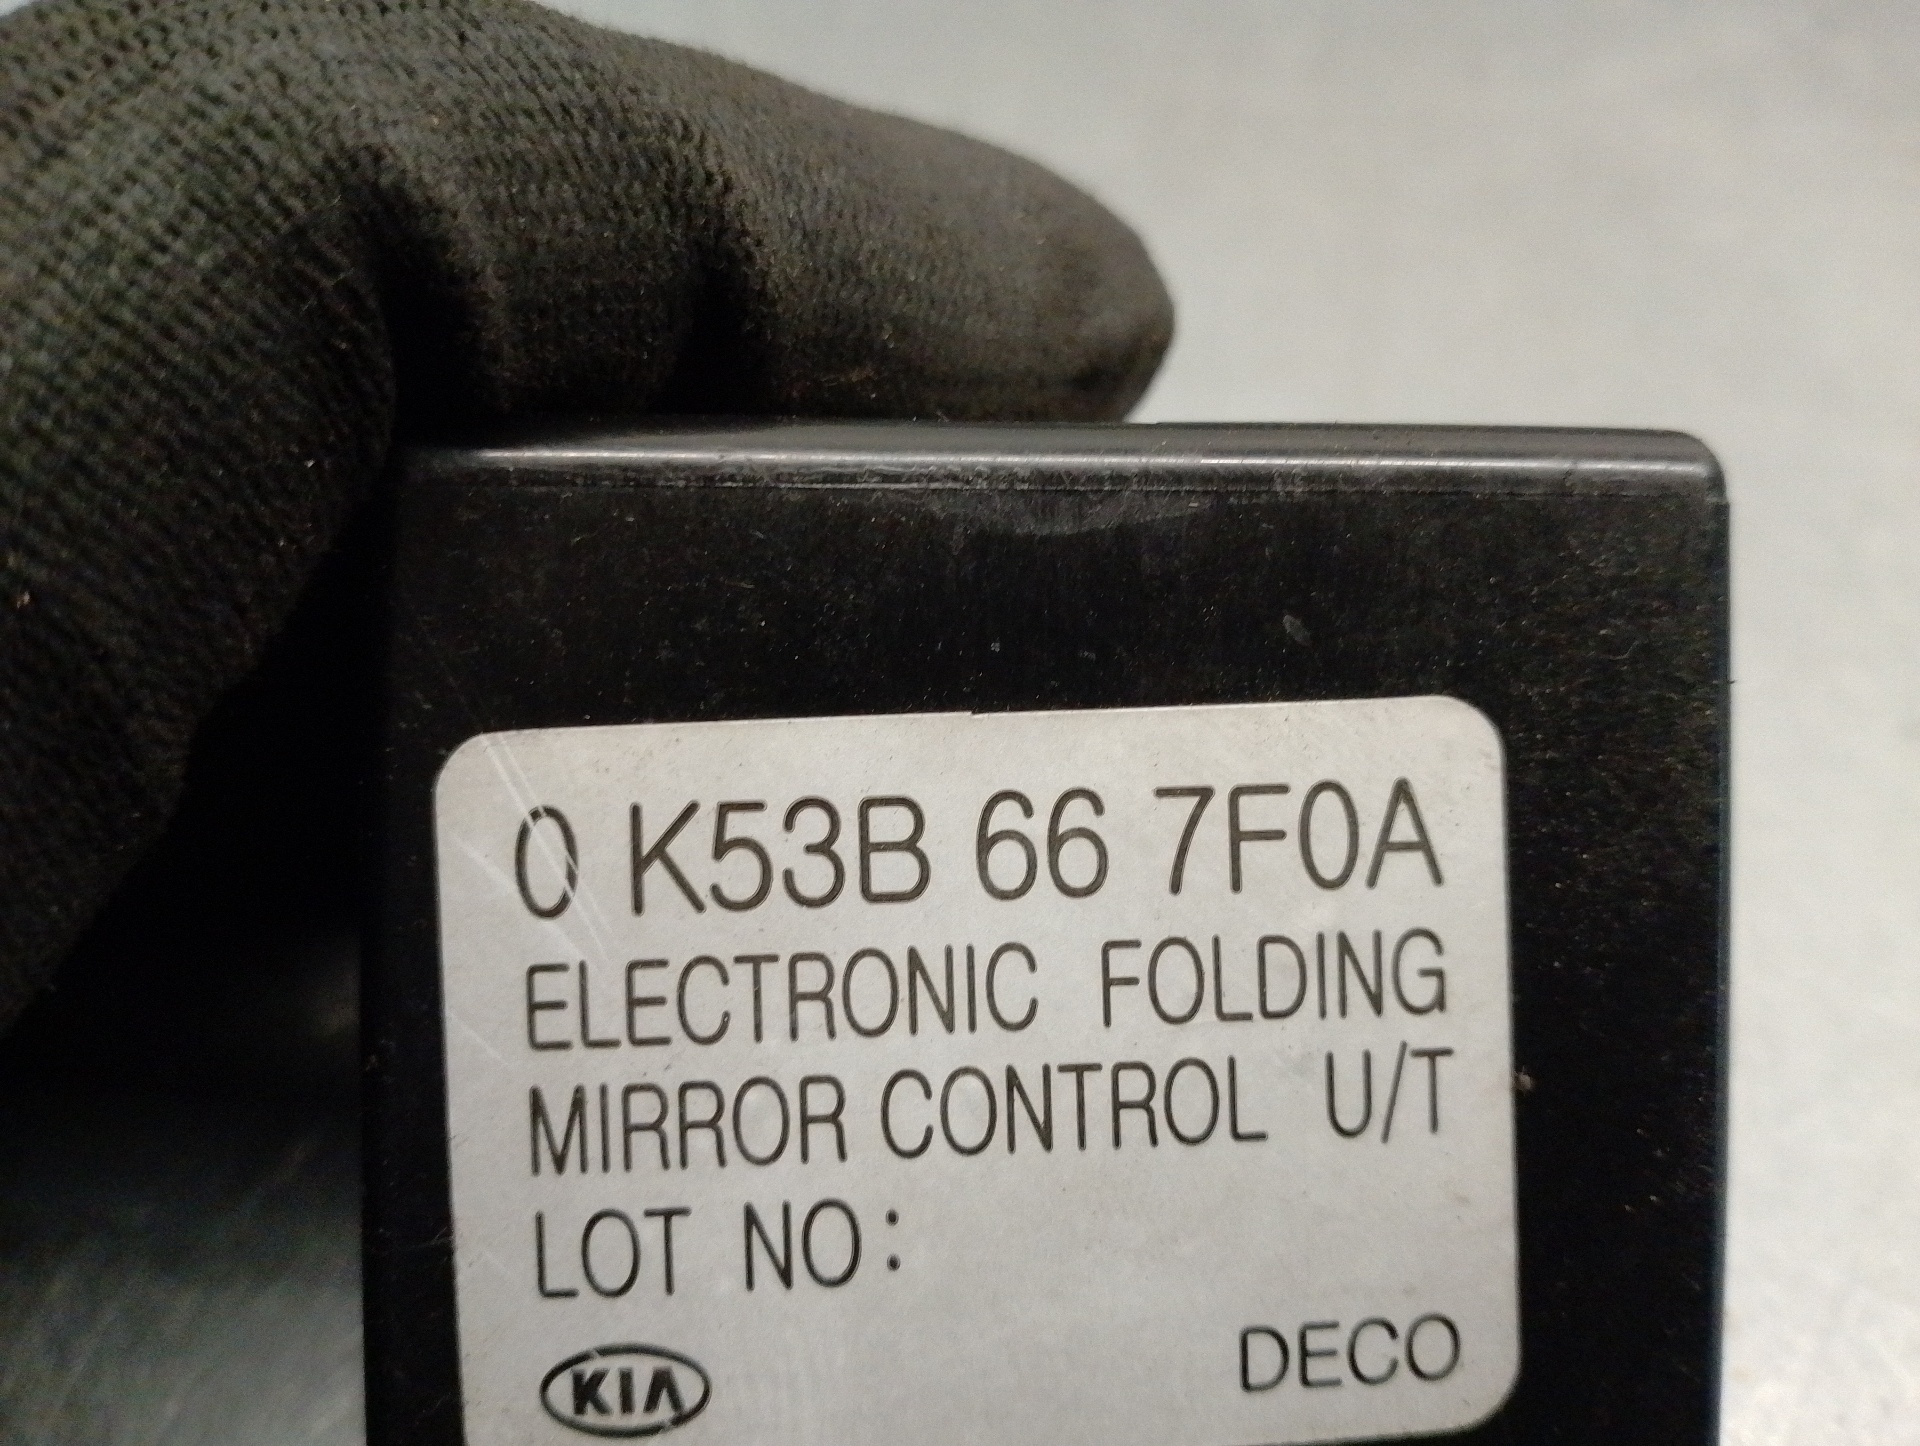 0 K53B 66 7F0A
ELECTRONIC FOLDING
MIRROR CONTROL U/T
LOT NO:
KIA DECO